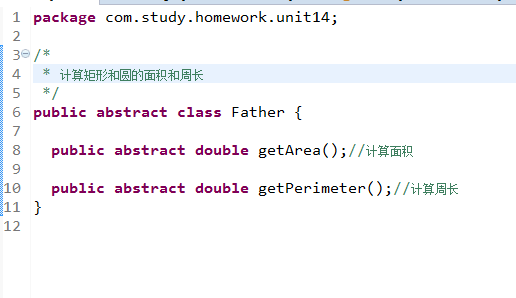 1 package com.study.homework.unit14;
2
3 /*
4 * 计算矩形和圆的面积和周长
5 */
6 public abstract class Father {
7
8 public abstract double getArea();//计算面积
9
10 public abstract double getPerimeter();//计算周长
11 }
12